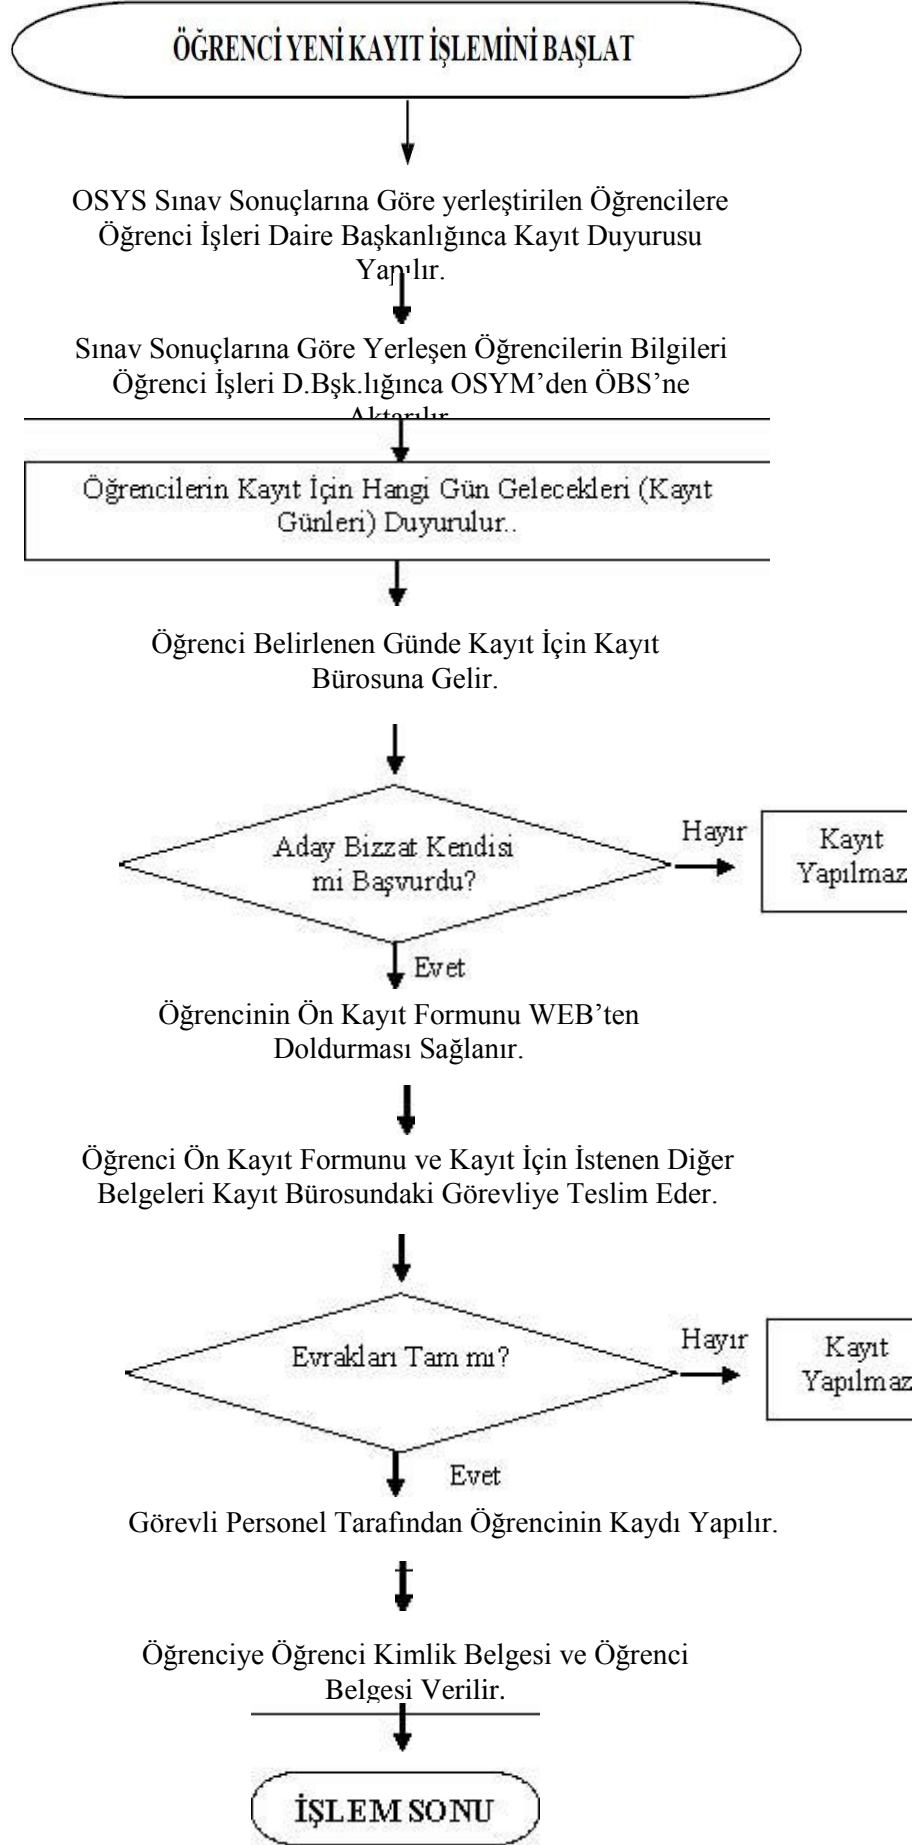 ÖĞRENCİ YENİ KAYIT İŞLEMİNİ BAŞLAT
OSYS Sınav Sonuçlarına Göre yerleştirilen Öğrencilere
Öğrenci İşleri Daire Başkanlığınca Kayıt Duyurusu
Yapılır.
Sınav Sonuçlarına Göre Yerleşen Öğrencilerin Bilgileri
Öğrenci İşleri D.Bşk.lığınca OSYM’den ÖBS’ne
Aktarılır
Öğrencilerin Kayıt İçin Hangi Gün Gelecekleri (Kayıt
Günleri) Duyurulur..
Öğrenci Belirlenen Günde Kayıt İçin Kayıt
Bürosuna Gelir.
Aday Bizzat Kendisi
mi Başvurdu?
Hayır
Kayıt
Yapılmaz
Evet
Öğrencinin Ön Kayıt Formunu WEB’ten
Doldurması Sağlanır.
Öğrenci Ön Kayıt Formunu ve Kayıt İçin İstenen Diğer
Belgeleri Kayıt Bürosundaki Görevliye Teslim Eder.
Evrakları Tam mı?
Hayır
Kayıt
Yapılmaz
Evet
Görevli Personel Tarafından Öğrencinin Kaydı Yapılır.
Öğrenciye Öğrenci Kimlik Belgesi ve Öğrenci
Belgesi Verilir.
İŞLEM SONU